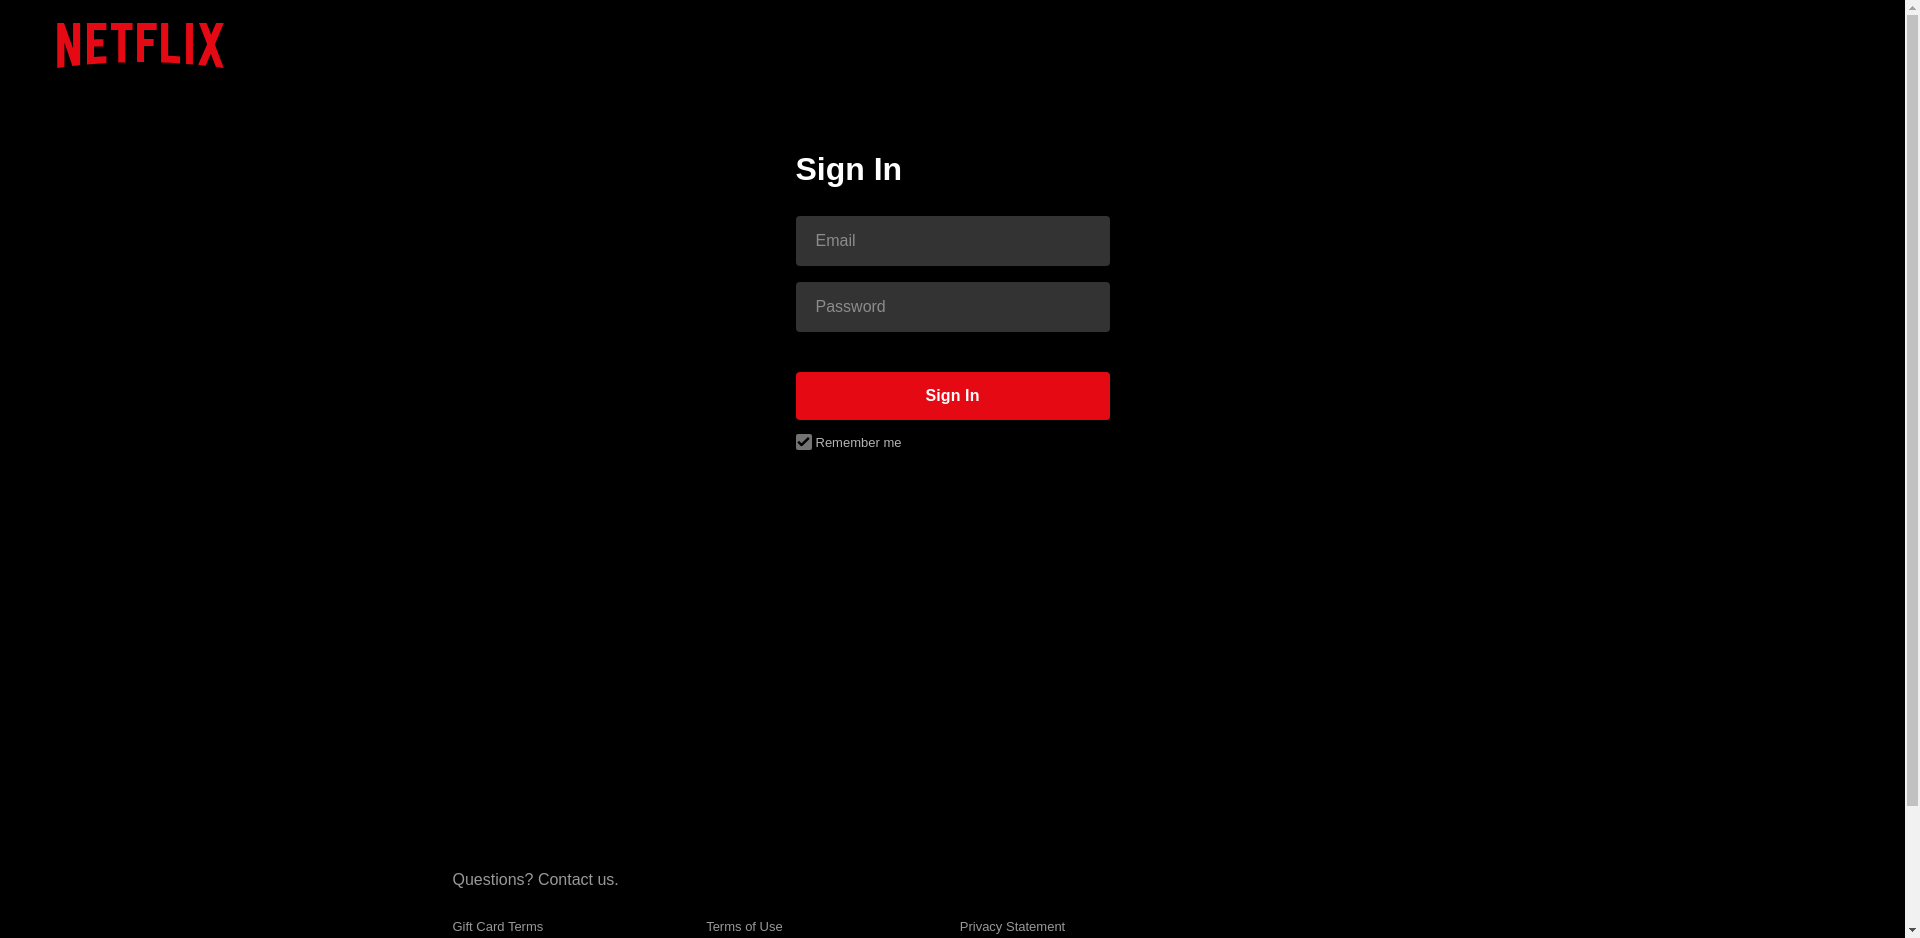 NETFLIX
Sign In
Email
Password
Sign In
Remember me
Questions? Contact us.
Gift Card Terms
Terms of Use
Privacy Statement